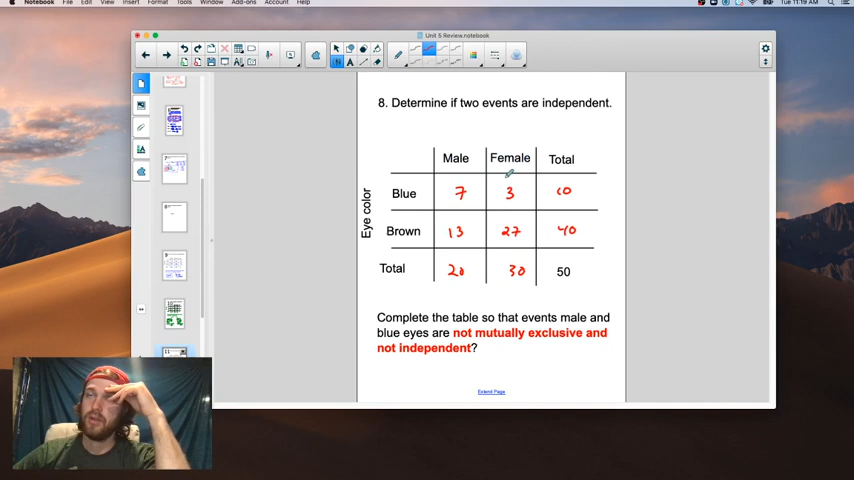 Notebook File Edit View Insert Format Tools Window Add-ons Account Help Tue 11:19 AM
Unit 5 Review.notebook
8. Determine if two events are independent.
Male Female Total
Eye color
Blue 7 3 10
Brown 13 27 40
Total 20 30 50
Complete the table so that events male and
blue eyes are not mutually exclusive and
not independent?
Extend Page